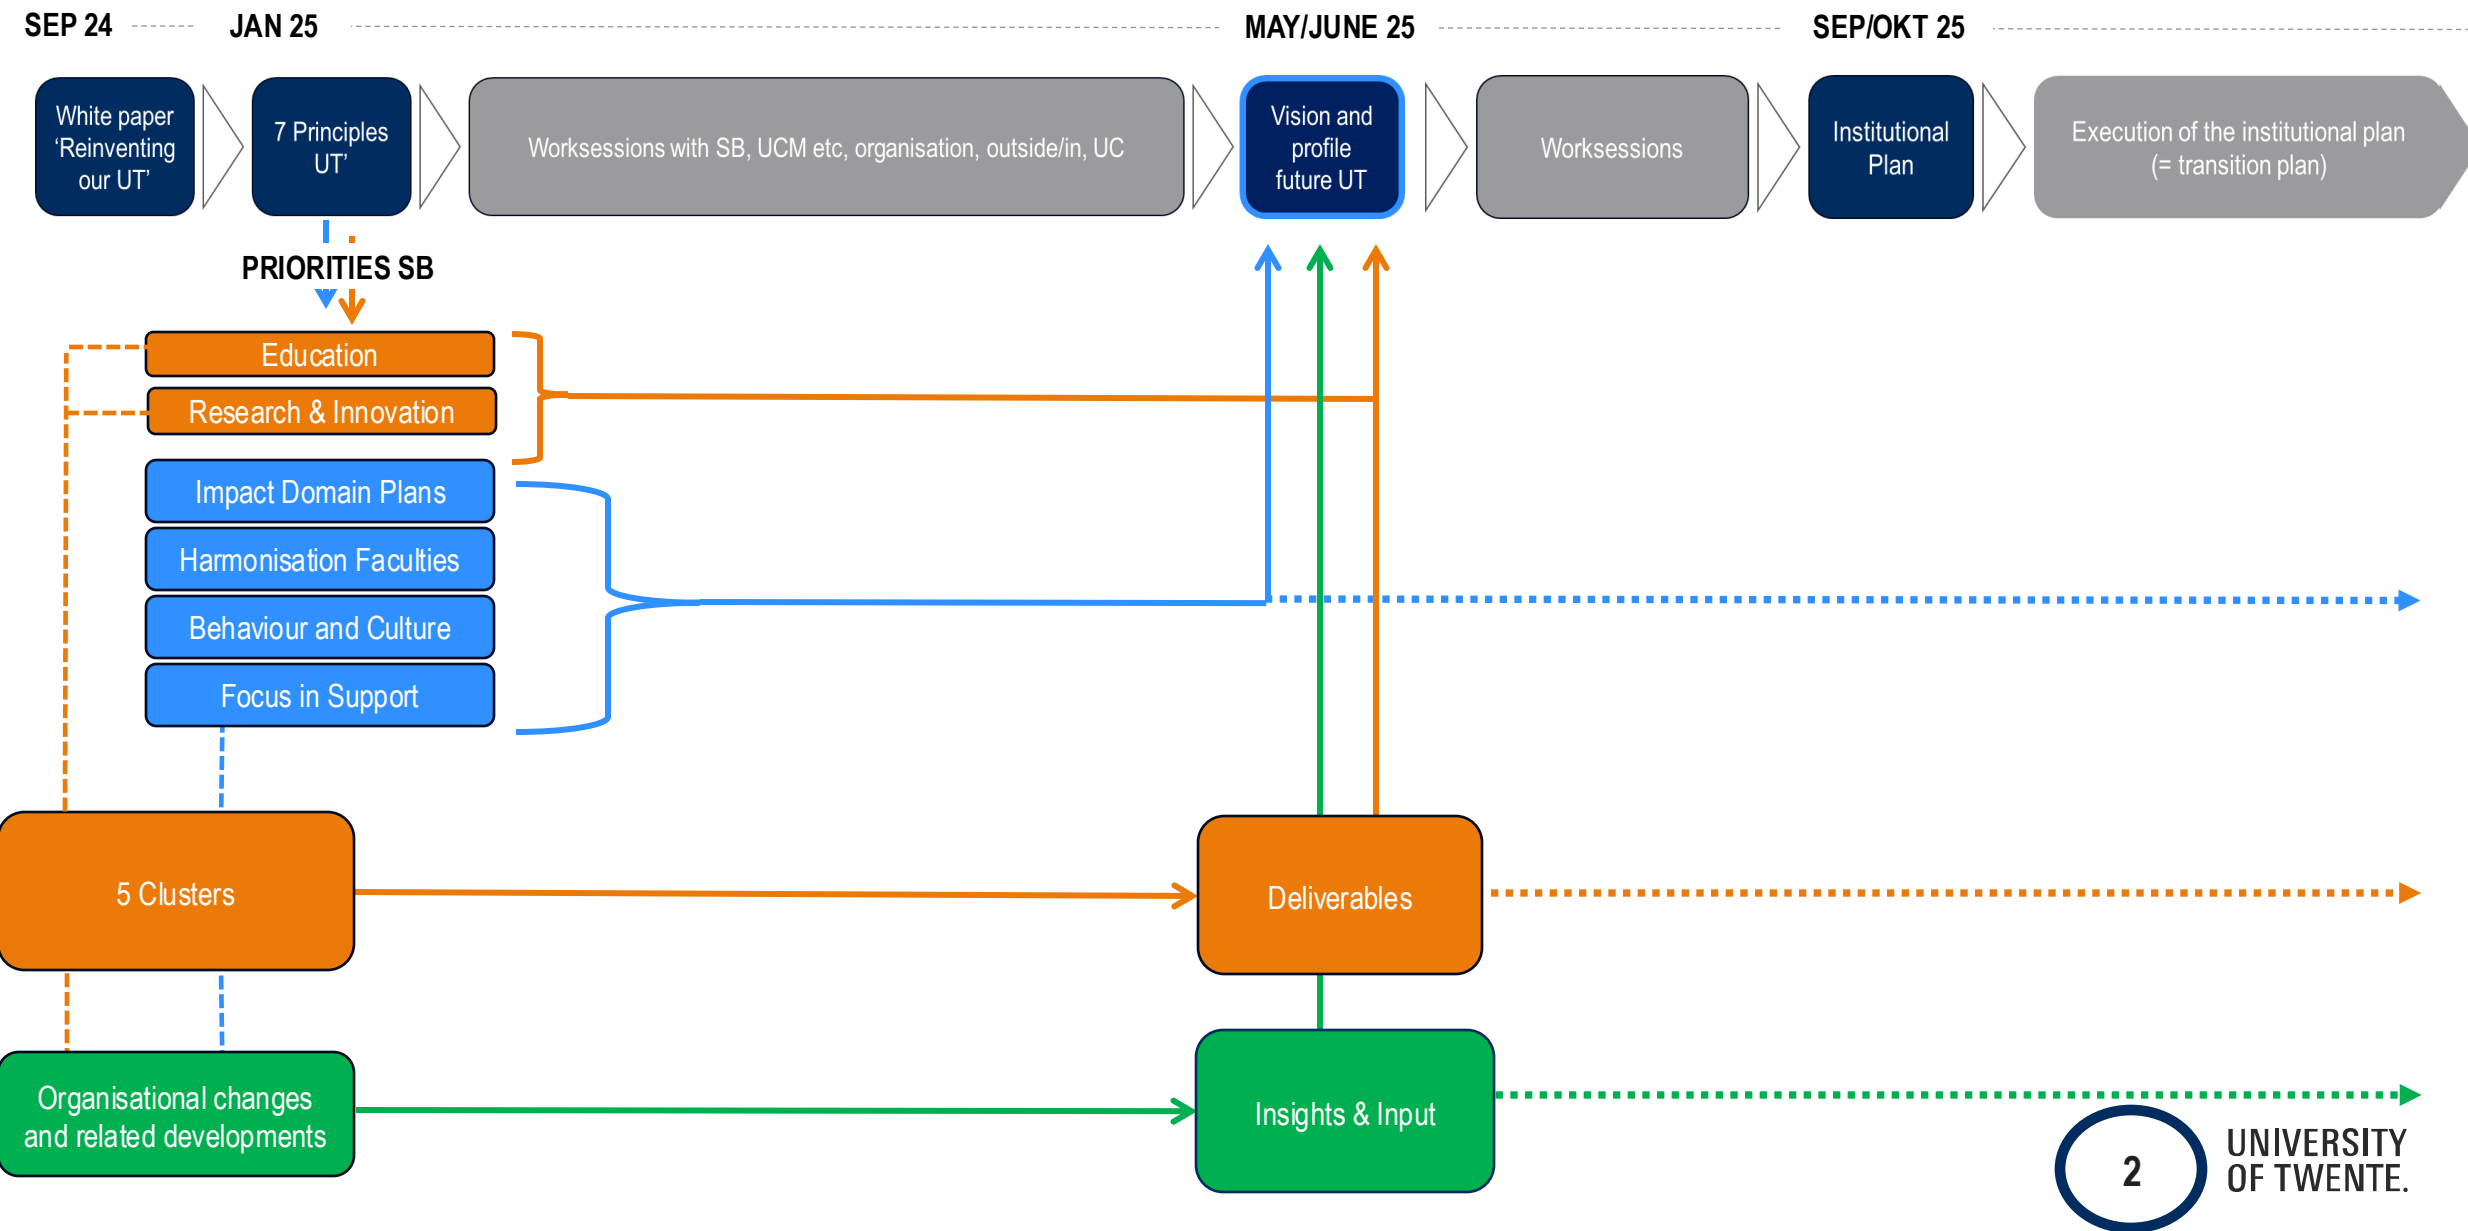 SEP 24
JAN 25
MAY/JUNE 25
SEP/OKT 25
White paper
‘Reinventing
our UT’
7 Principles
UT’
Worksessions with SB, UCM etc, organisation, outside/in, UC
Vision and
profile
future UT
Worksessions
Institutional
Plan
Execution of the institutional plan
(= transition plan)
PRIORITIES SB
Education
Research & Innovation
Impact Domain Plans
Harmonisation Faculties
Behaviour and Culture
Focus in Support
5 Clusters
Deliverables
Organisational changes
and related developments
Insights & Input
2
UNIVERSITY
OF TWENTE.